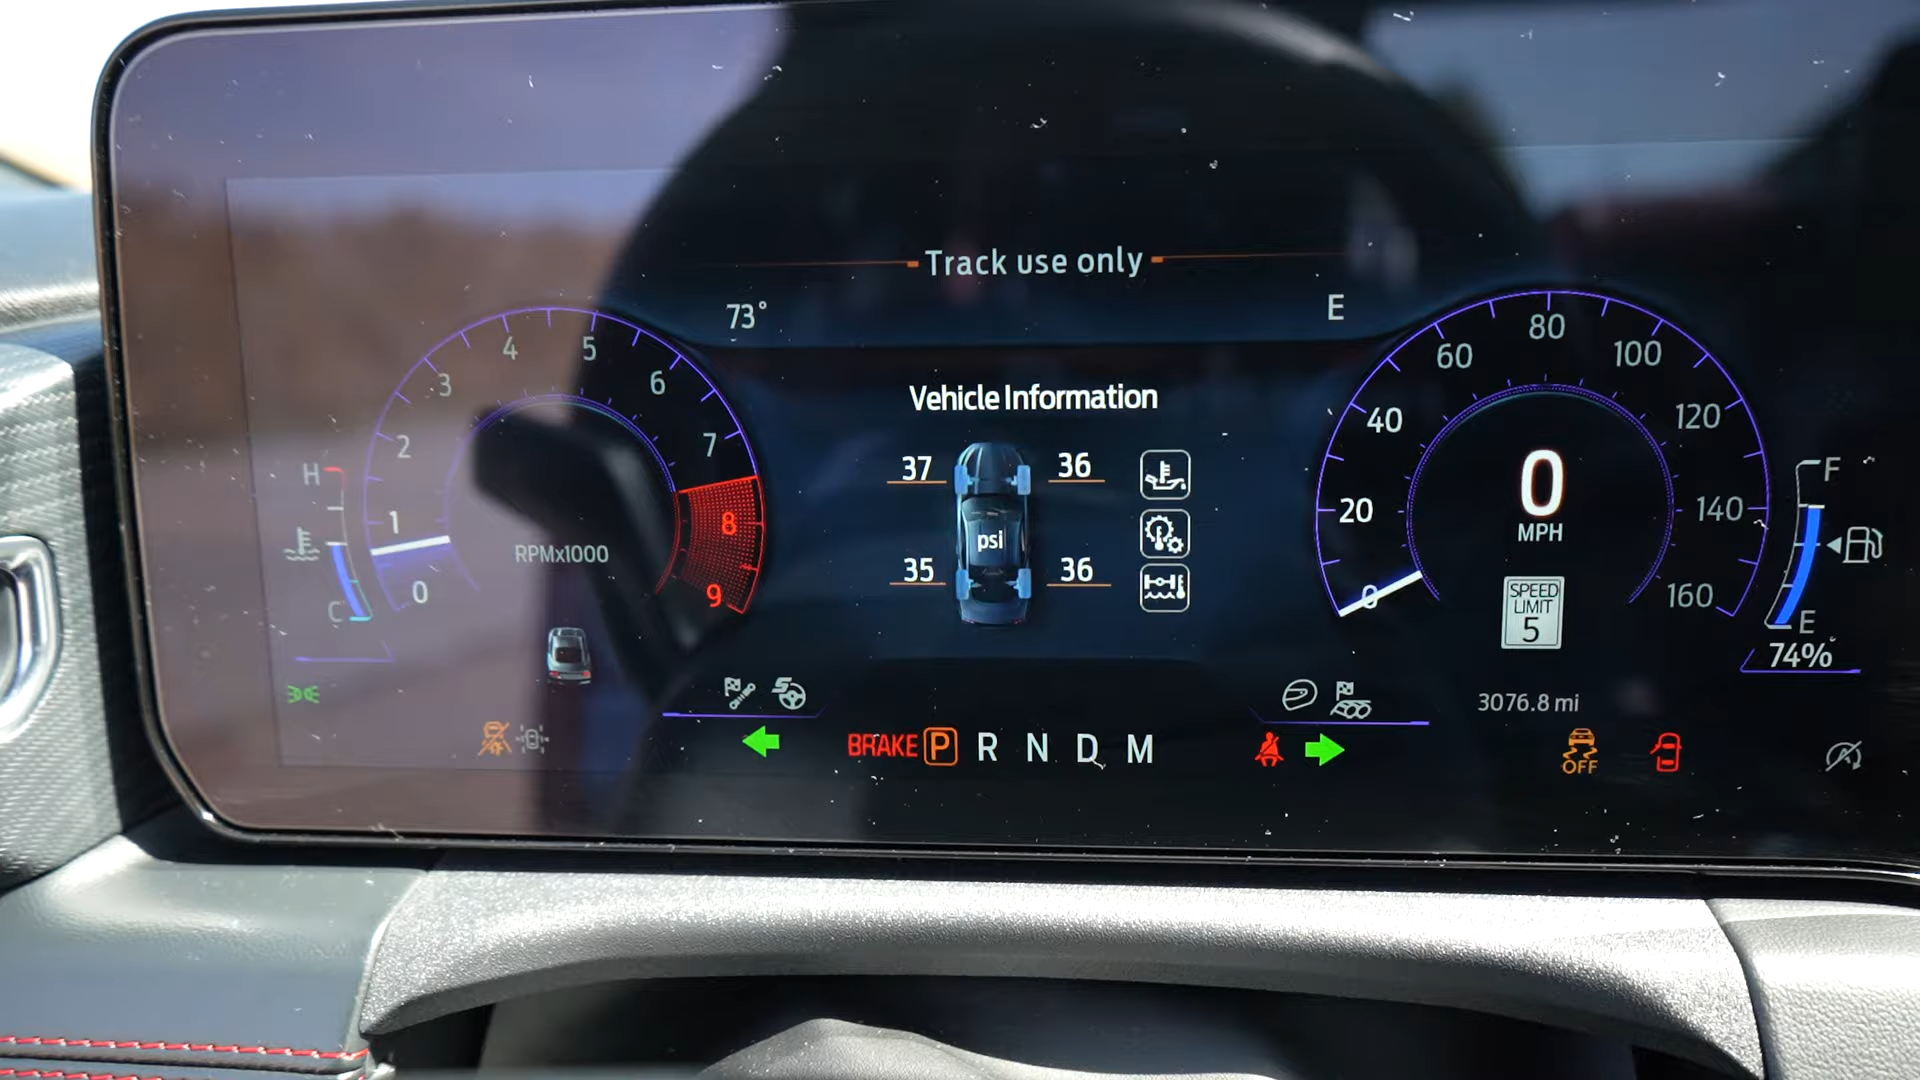 Track use only
73°
E
Vehicle Information
37 36
psi
35 36
0 1 2 3 4 5 6 7 8 9
RPMx1000
H
C
0 20 40 60 80 100 120 140 160
0
MPH
SPEED
LIMIT
5
F
E
74%
3076.8 mi
BRAKE P R N D M
OFF